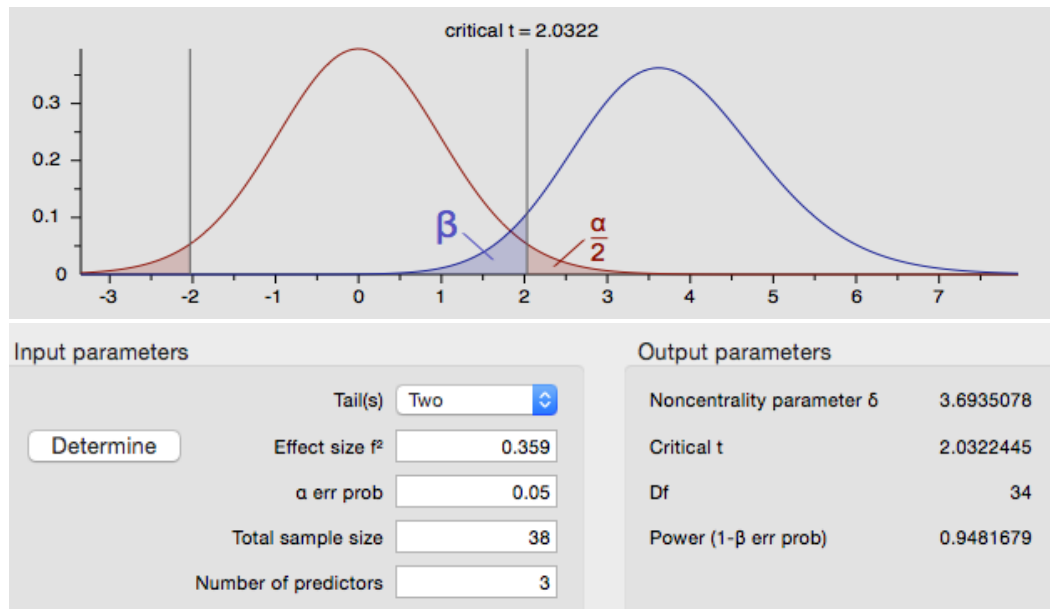 critical t = 2.0322
0.3
0.2
0.1
0
β
α
2
-3 -2 -1 0 1 2 3 4 5 6 7
Input parameters
Output parameters
Tail(s) Two
Noncentrality parameter δ 3.6935078
Determine
Effect size f² 0.359
Critical t 2.0322445
α err prob 0.05
Df 34
Total sample size 38
Power (1-β err prob) 0.9481679
Number of predictors 3